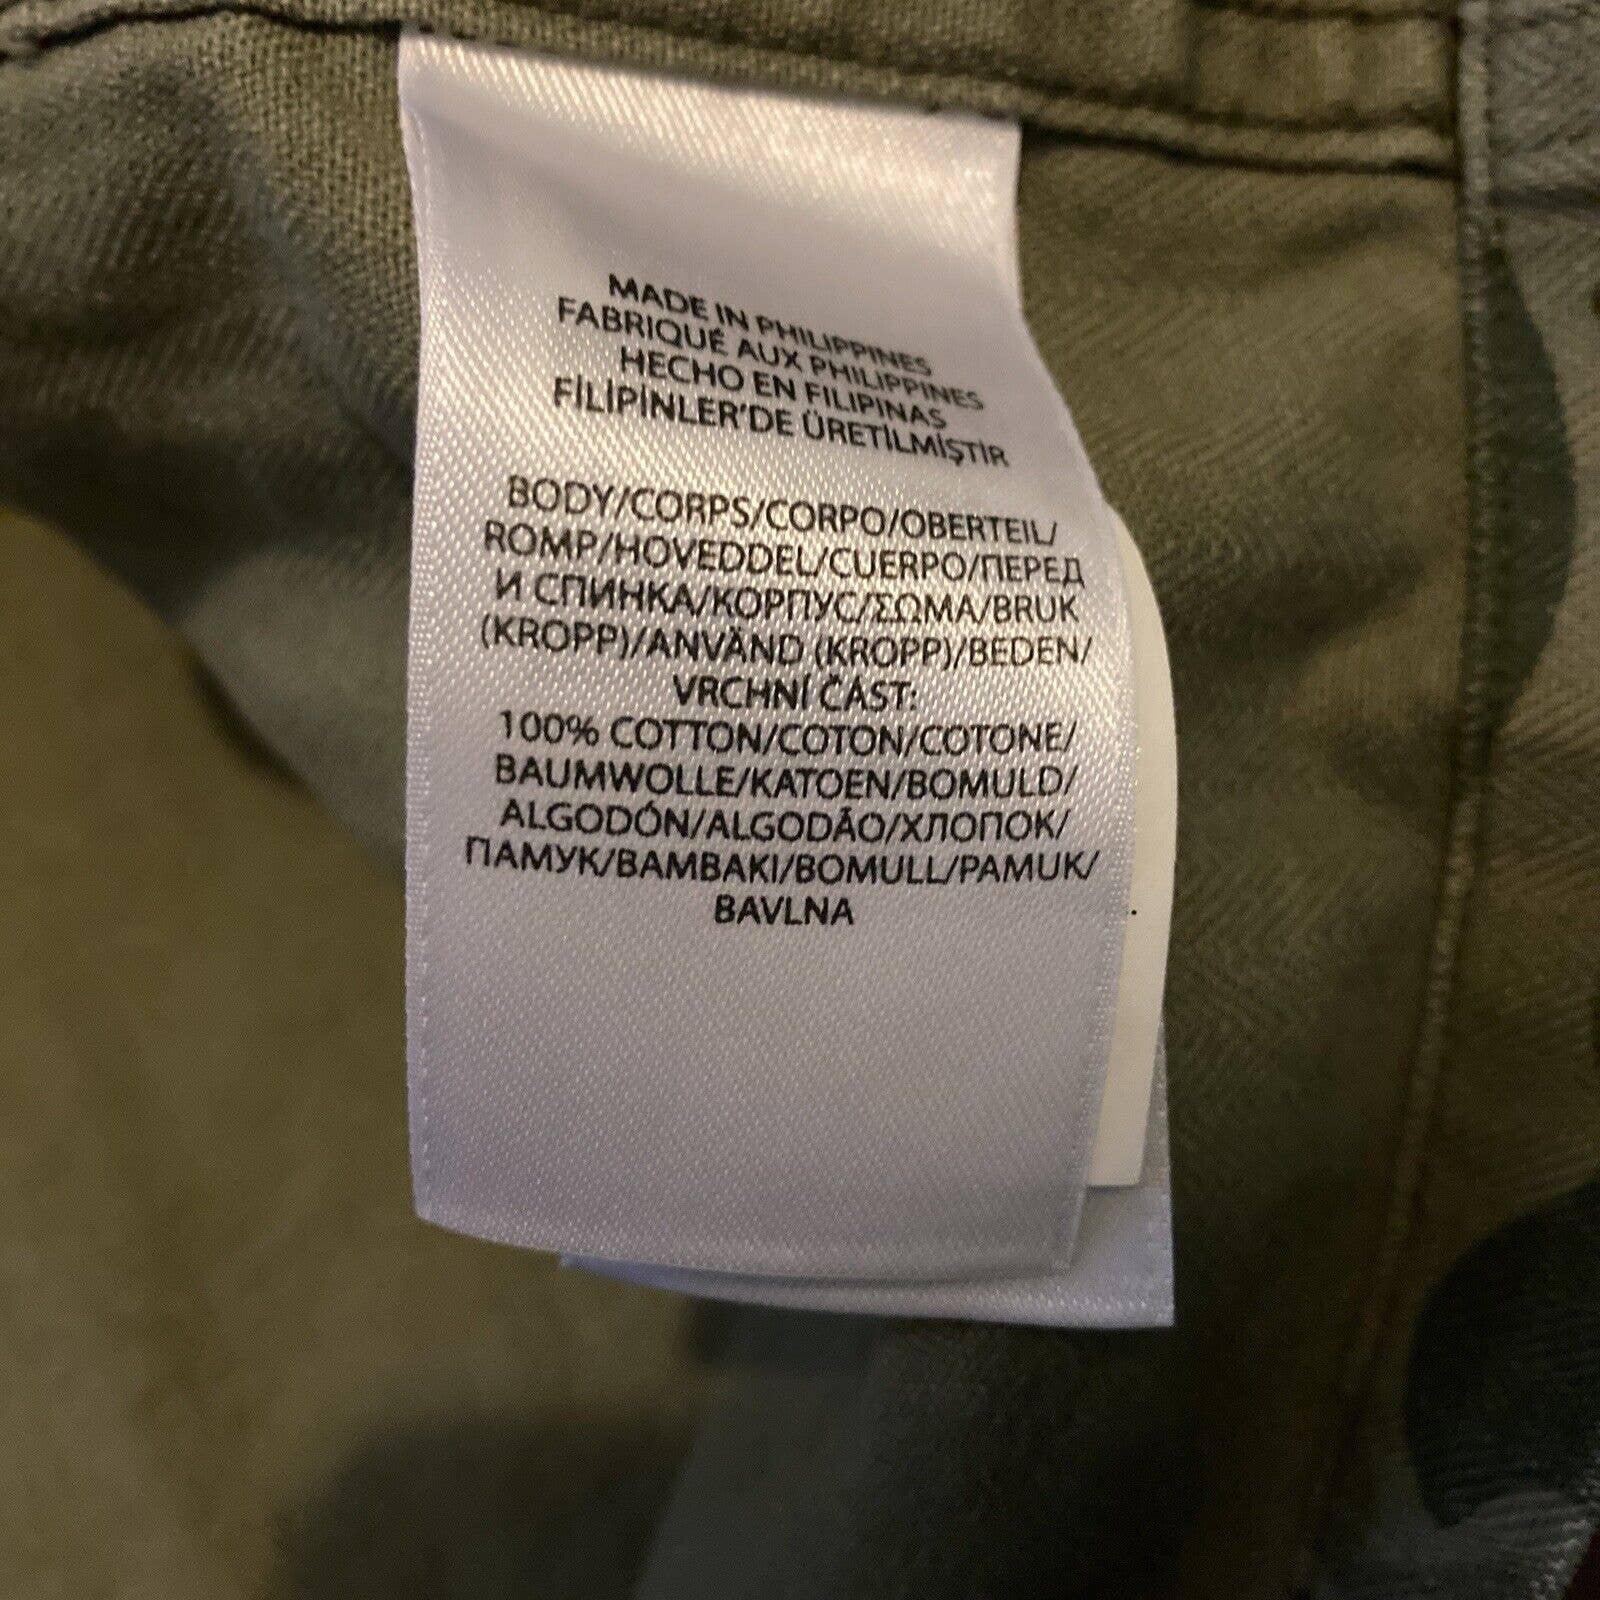 MADE IN PHILIPPINES
FABRIQUÉ AUX PHILIPPINES
HECHO EN FILIPINAS
FİLİPİNLER'DE ÜRETİLMİŞTİR
BODY/CORPS/CORPO/OBERTEIL/
ROMP/HOVEDDEL/CUERPO/ПЕРЕД
И СПИНКА/КОРПУС/ΣΩΜΑ/BRUK
(KROPP)/ANVÄND (KROPP)/BEDEN/
VRCHNÍ ČÁST:
100% COTTON/COTON/COTONE/
BAUMWOLLE/KATOEN/BOMULD/
ALGODÓN/ALGODÃO/ХЛОПОК/
ПАМУК/BAMBAKI/BOMULL/PAMUK/
BAVLNA